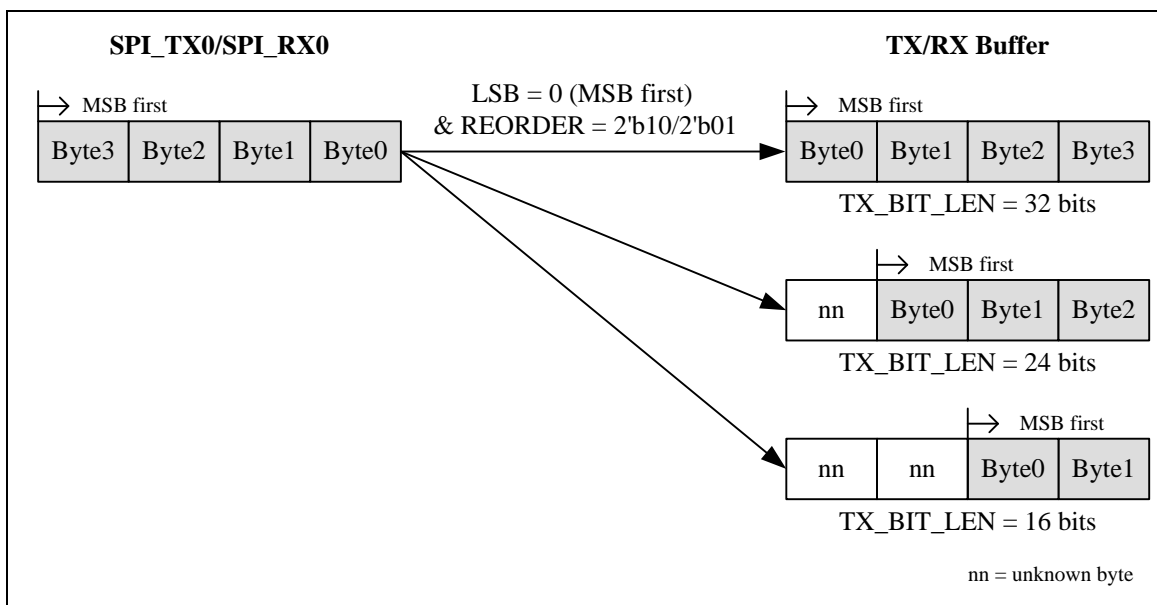 SPI_TX0/SPI_RX0
TX/RX Buffer
MSB first
LSB = 0 (MSB first)
& REORDER = 2'b10/2'b01
MSB first
Byte3 Byte2 Byte1 Byte0
Byte0 Byte1 Byte2 Byte3
TX_BIT_LEN = 32 bits
MSB first
nn Byte0 Byte1 Byte2
TX_BIT_LEN = 24 bits
MSB first
nn nn Byte0 Byte1
TX_BIT_LEN = 16 bits
nn = unknown byte